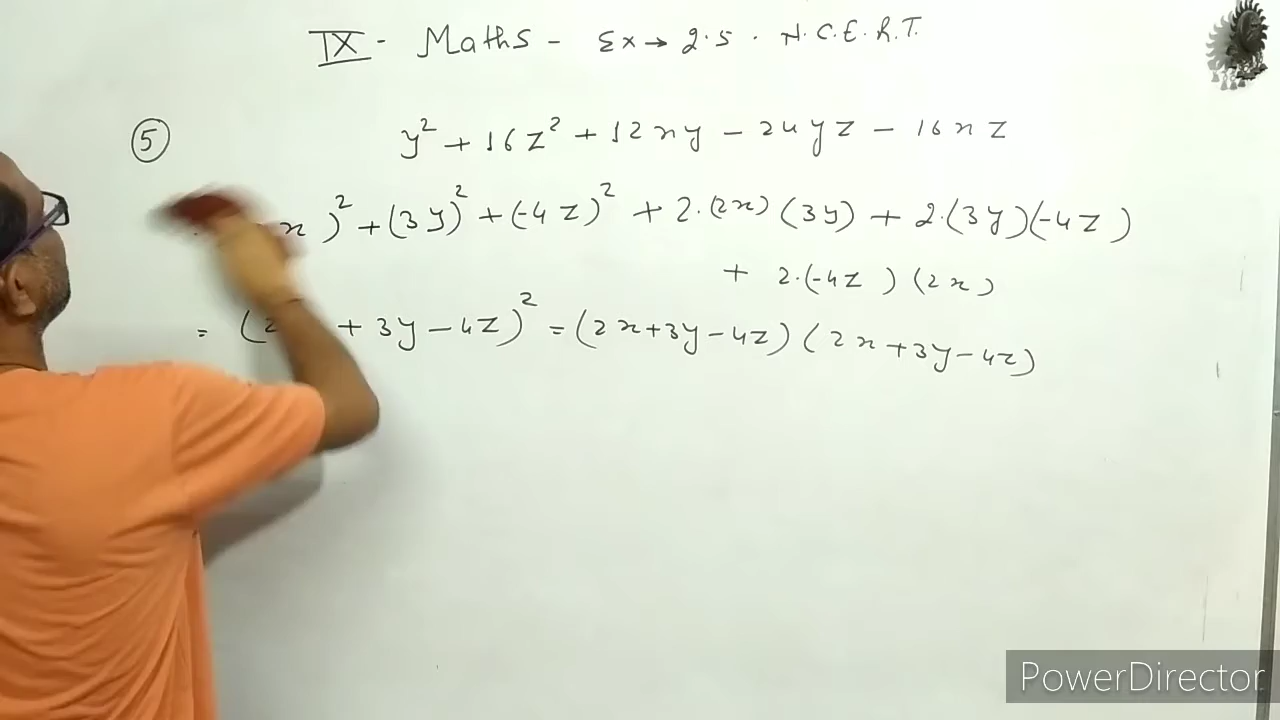 IX - Maths - Ex → 2.5 . N.C.E.R.T.
⑤ y² + 16z² + 12xy - 24yz - 16xz
x)² + (3y)² + (-4z)² + 2.(2x)(3y) + 2.(3y)(-4z)
+ 2.(-4z)(2x)
= (2 + 3y - 4z)² = (2x+3y-4z)(2x+3y-4z)
PowerDirector